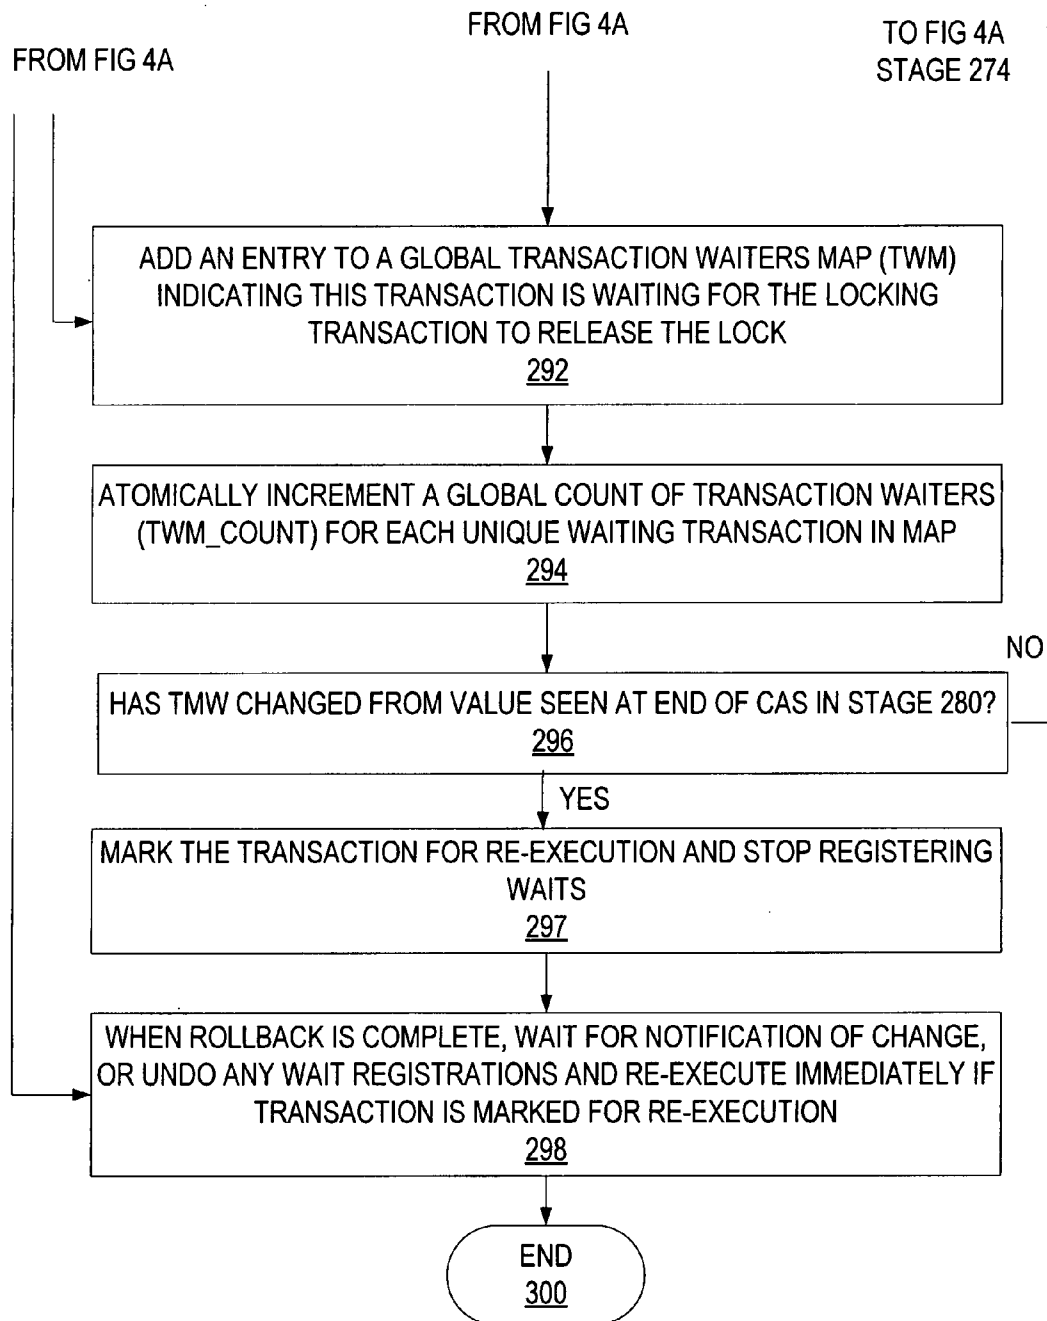 FROM FIG 4A
FROM FIG 4A
TO FIG 4A
STAGE 274
ADD AN ENTRY TO A GLOBAL TRANSACTION WAITERS MAP (TWM)
INDICATING THIS TRANSACTION IS WAITING FOR THE LOCKING
TRANSACTION TO RELEASE THE LOCK
292
ATOMICALLY INCREMENT A GLOBAL COUNT OF TRANSACTION WAITERS
(TWM_COUNT) FOR EACH UNIQUE WAITING TRANSACTION IN MAP
294
NO
HAS TMW CHANGED FROM VALUE SEEN AT END OF CAS IN STAGE 280?
296
YES
MARK THE TRANSACTION FOR RE-EXECUTION AND STOP REGISTERING
WAITS
297
WHEN ROLLBACK IS COMPLETE, WAIT FOR NOTIFICATION OF CHANGE,
OR UNDO ANY WAIT REGISTRATIONS AND RE-EXECUTE IMMEDIATELY IF
TRANSACTION IS MARKED FOR RE-EXECUTION
298
END
300